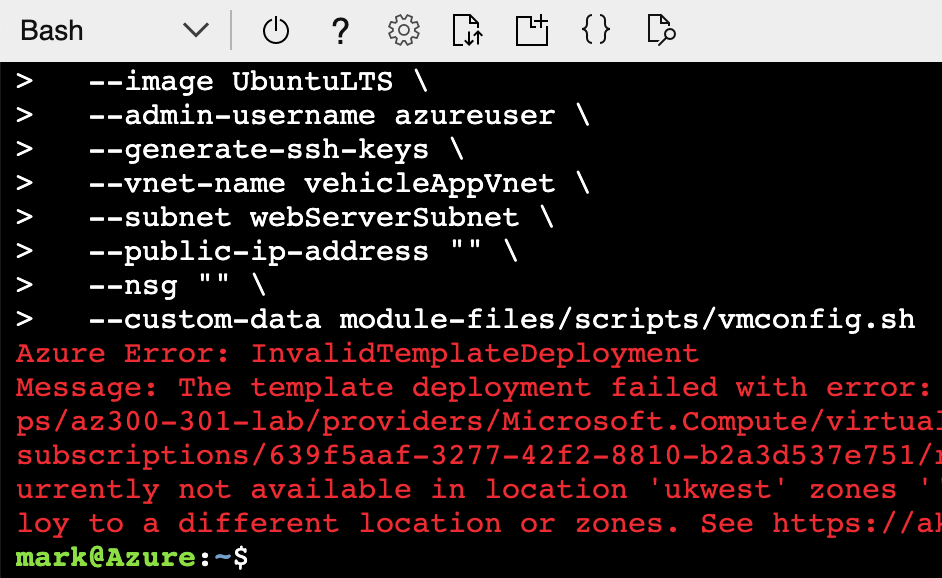 Bash
?
{}
>   --image UbuntuLTS \
>   --admin-username azureuser \
>   --generate-ssh-keys \
>   --vnet-name vehicleAppVnet \
>   --subnet webServerSubnet \
>   --public-ip-address "" \
>   --nsg "" \
>   --custom-data module-files/scripts/vmconfig.sh
Azure Error: InvalidTemplateDeployment
Message: The template deployment failed with error:
ps/az300-301-lab/providers/Microsoft.Compute/virtual
subscriptions/639f5aaf-3277-42f2-8810-b2a3d537e751/r
urrently not available in location 'ukwest' zones ''
loy to a different location or zones. See https://ak
mark@Azure:~$